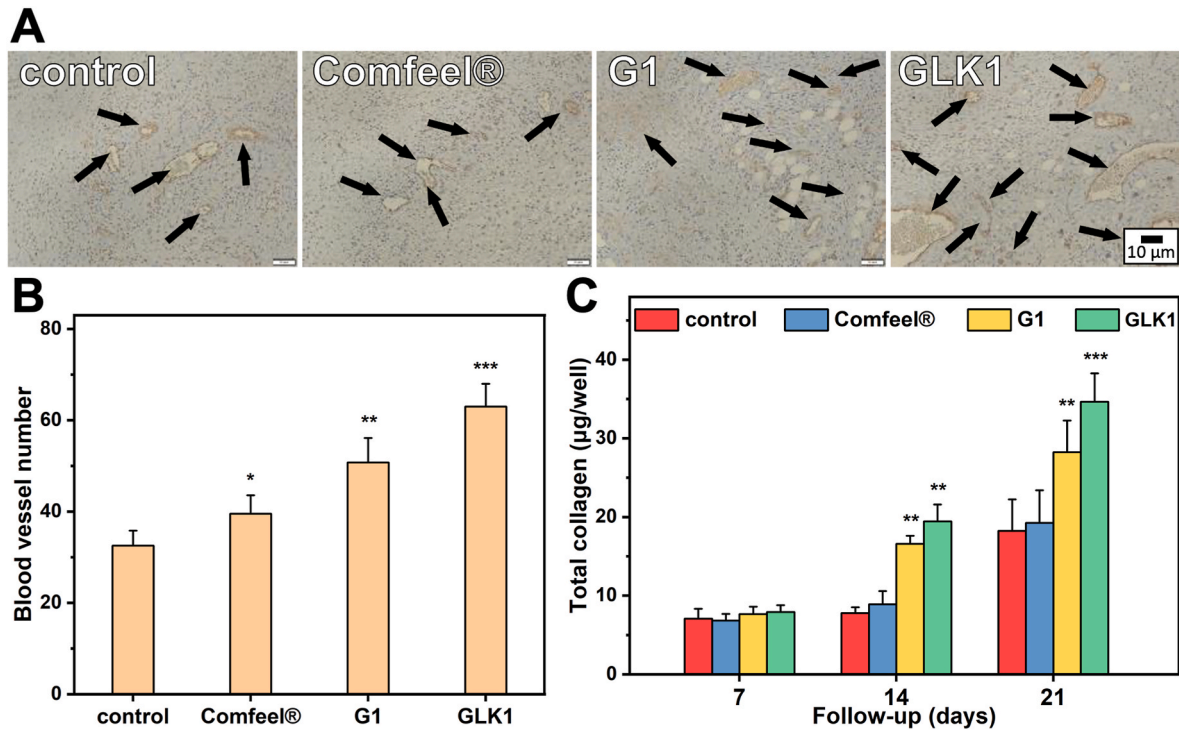 A
control
Comfeel®
G1
GLK1
10 µm
B
Blood vessel number
80
60
40
20
0
*
**
***
control
Comfeel®
G1
GLK1
C
control
Comfeel®
G1
GLK1
Total collagen (µg/well)
40
30
20
10
0
**
**
**
***
7
14
21
Follow-up (days)